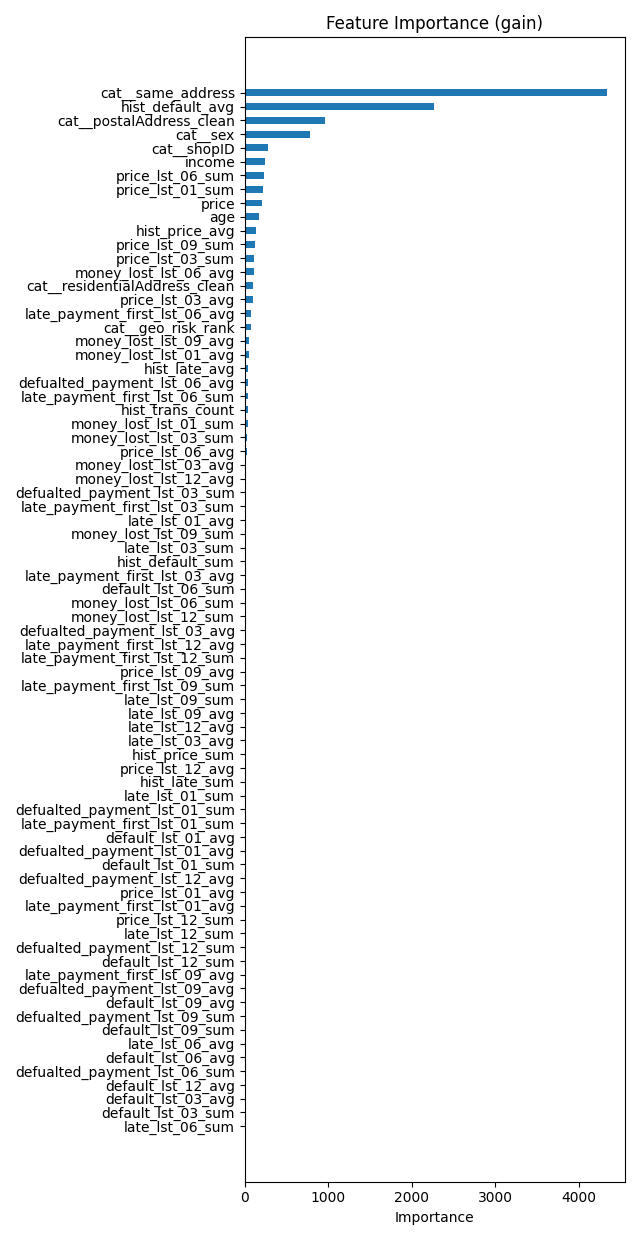 Feature Importance (gain)
cat__same_address
hist_default_avg
cat__postalAddress_clean
cat__sex
cat__shopID
income
price_lst_06_sum
price_lst_01_sum
price
age
hist_price_avg
price_lst_09_sum
price_lst_03_sum
money_lost_lst_06_avg
cat__residentialAddress_clean
price_lst_03_avg
late_payment_first_lst_06_avg
cat__geo_risk_rank
money_lost_lst_09_avg
money_lost_lst_01_avg
hist_late_avg
defualted_payment_lst_06_avg
late_payment_first_lst_06_sum
hist_trans_count
money_lost_lst_01_sum
money_lost_lst_03_sum
price_lst_06_avg
money_lost_lst_03_avg
money_lost_lst_12_avg
defualted_payment_lst_03_sum
late_payment_first_lst_03_sum
late_lst_01_avg
money_lost_lst_09_sum
late_lst_03_sum
hist_default_sum
late_payment_first_lst_03_avg
default_lst_06_sum
money_lost_lst_06_sum
money_lost_lst_12_sum
defualted_payment_lst_03_avg
late_payment_first_lst_12_avg
late_payment_first_lst_12_sum
price_lst_09_avg
late_payment_first_lst_09_sum
late_lst_09_sum
late_lst_09_avg
late_lst_12_avg
late_lst_03_avg
hist_price_sum
price_lst_12_avg
hist_late_sum
late_lst_01_sum
defualted_payment_lst_01_sum
late_payment_first_lst_01_sum
default_lst_01_avg
defualted_payment_lst_01_avg
default_lst_01_sum
defualted_payment_lst_12_avg
price_lst_01_avg
late_payment_first_lst_01_avg
price_lst_12_sum
late_lst_12_sum
defualted_payment_lst_12_sum
default_lst_12_sum
late_payment_first_lst_09_avg
defualted_payment_lst_09_avg
default_lst_09_avg
defualted_payment_lst_09_sum
default_lst_09_sum
late_lst_06_avg
default_lst_06_avg
defualted_payment_lst_06_sum
default_lst_12_avg
default_lst_03_avg
default_lst_03_sum
late_lst_06_sum
0 1000 2000 3000 4000
Importance